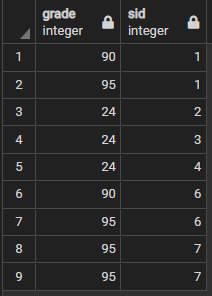 grade sid
integer integer
1 90 1
2 95 1
3 24 2
4 24 3
5 24 4
6 90 6
7 95 6
8 95 7
9 95 7